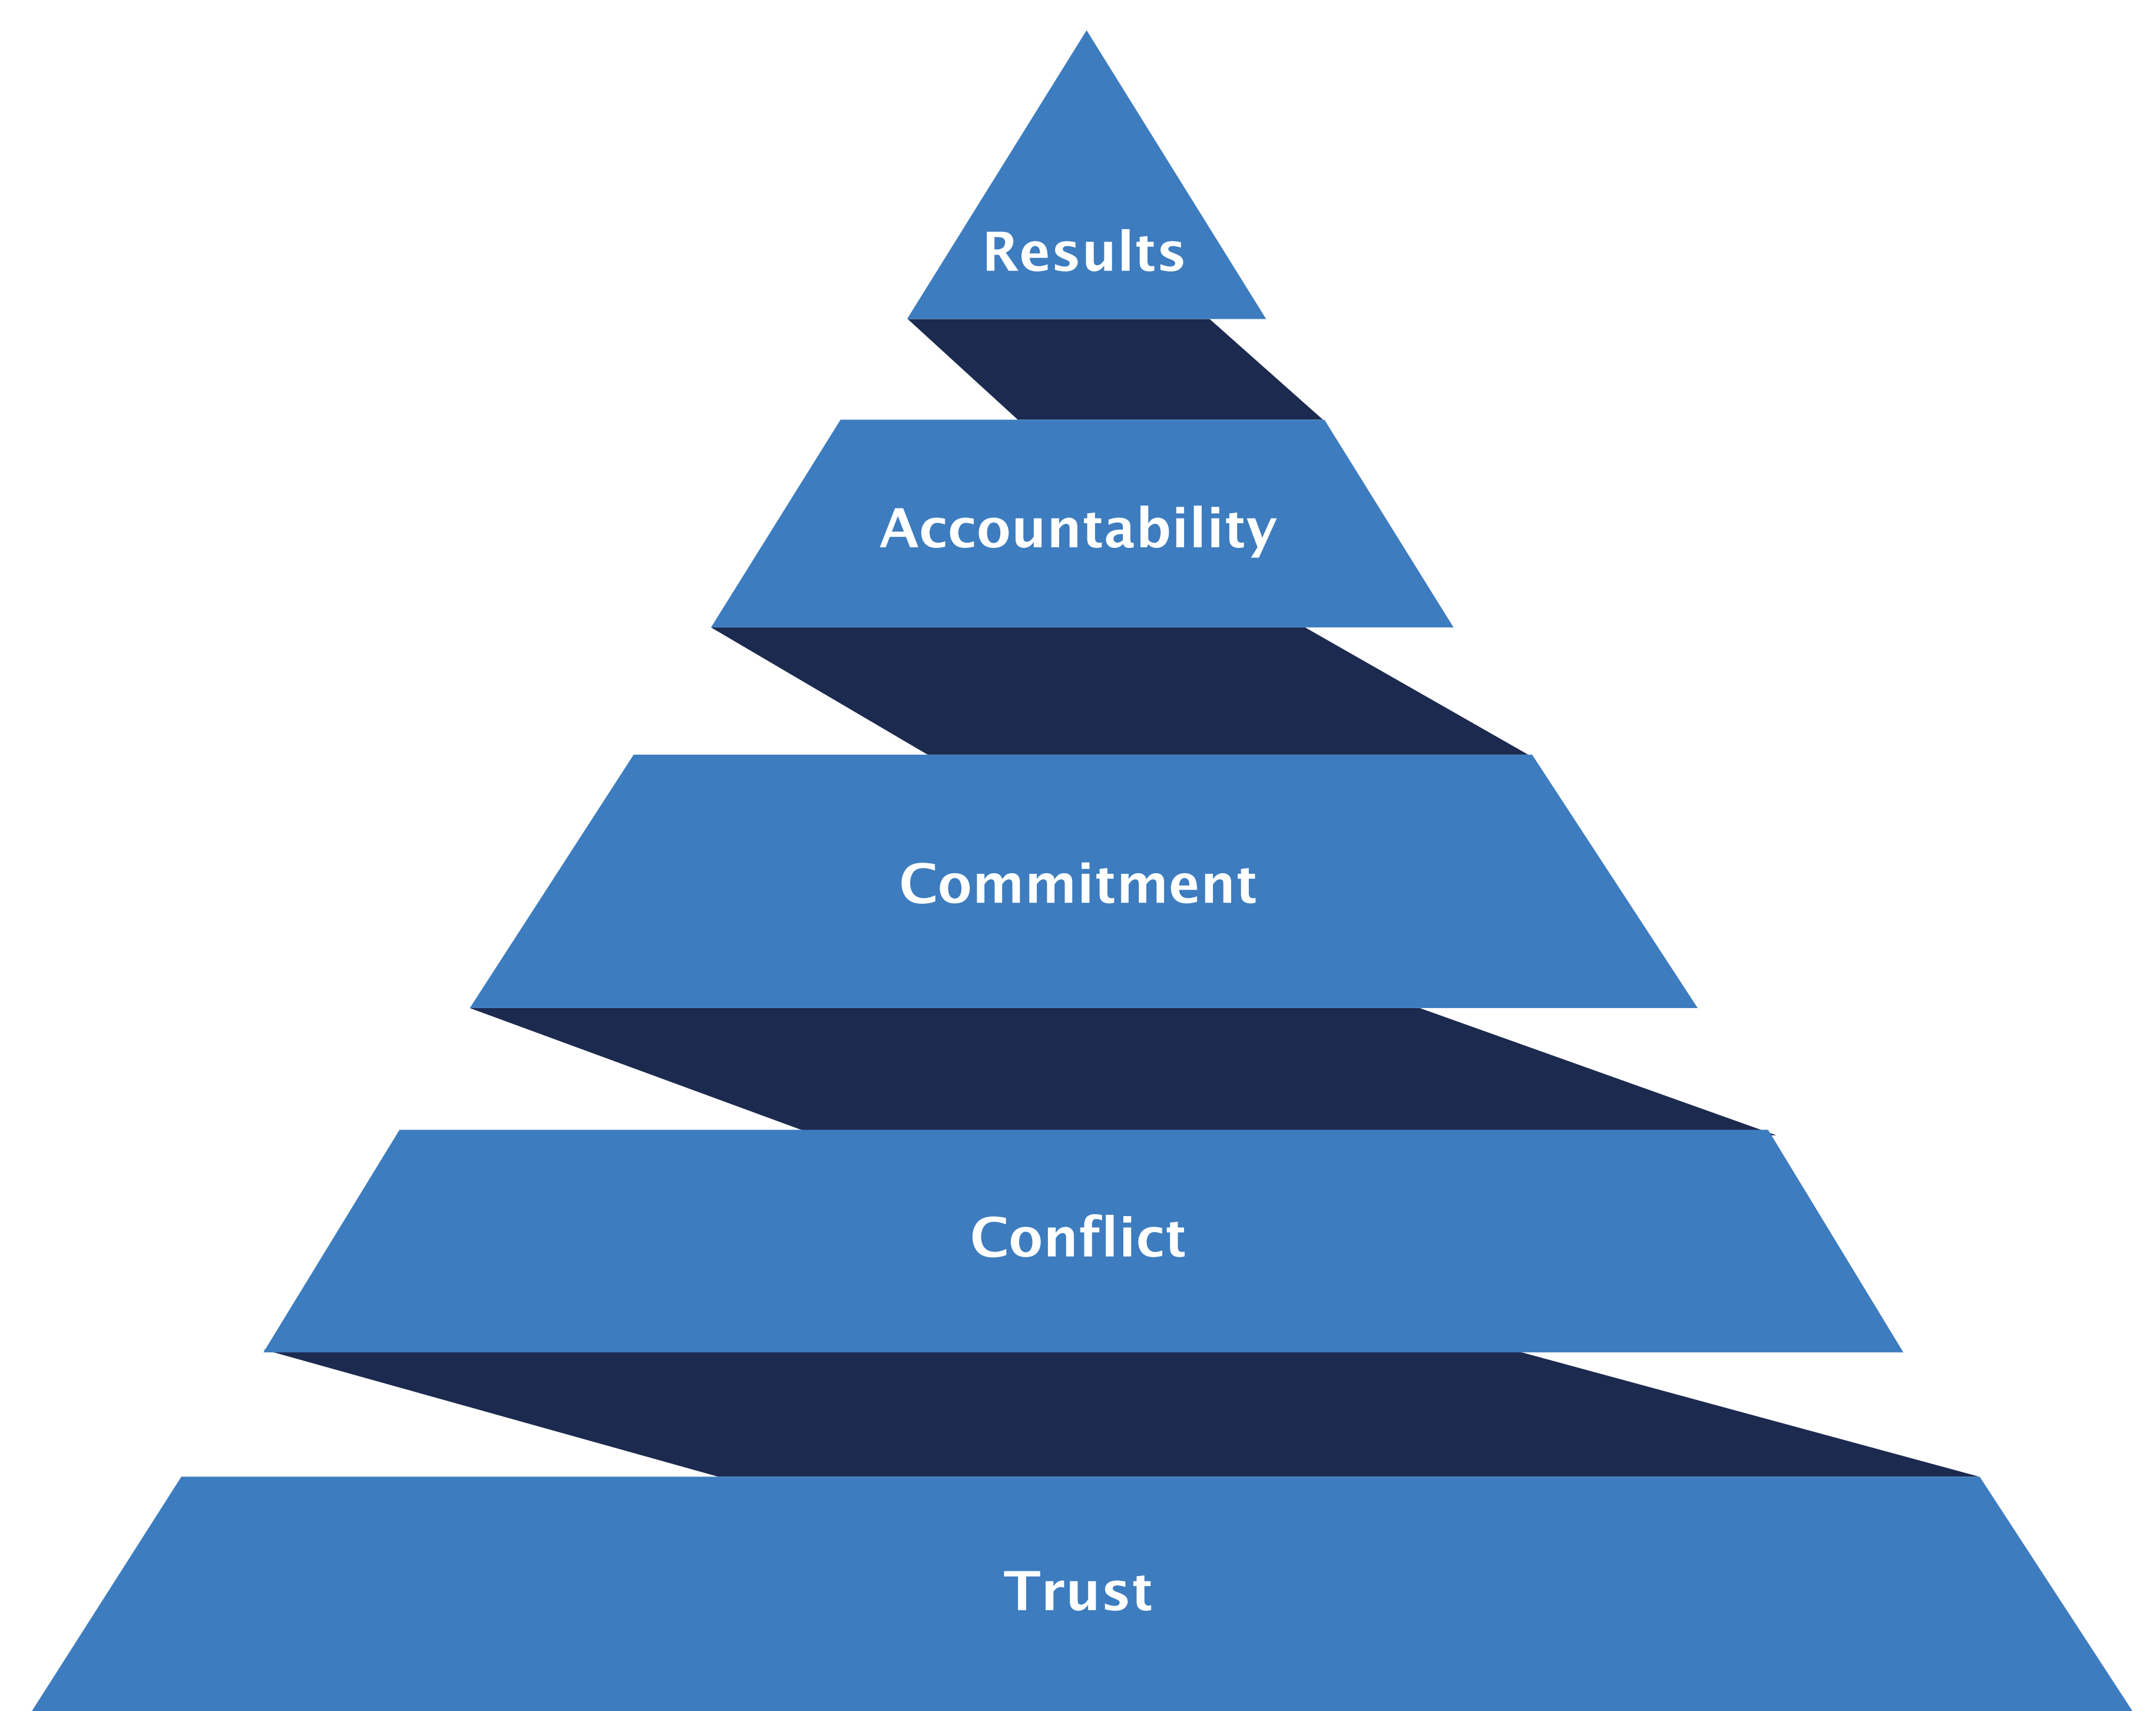 Results
Accountability
Commitment
Conflict
Trust